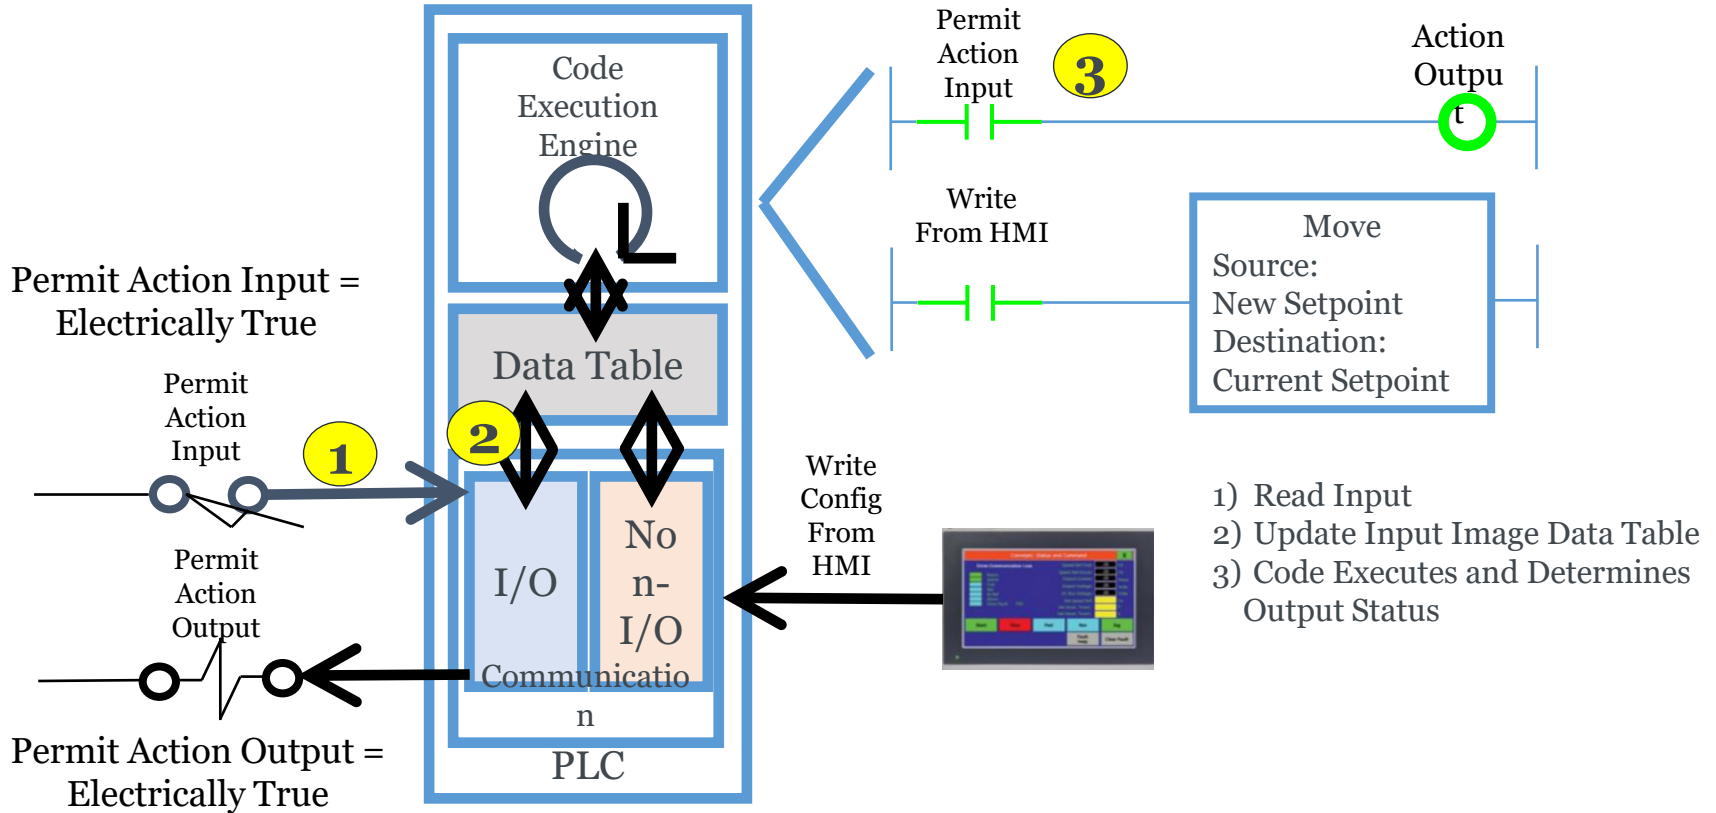 Permit
Action
Input
3
Action
Outpu
t
Code
Execution
Engine
Write
From HMI
Move
Source:
New Setpoint
Destination:
Current Setpoint
Permit Action Input =
Electrically True
Data Table
Permit
Action
Input
1
2
Write
Config
From
HMI
1) Read Input
2) Update Input Image Data Table
3) Code Executes and Determines
Output Status
I/O
No
n-
I/O
Permit
Action
Output
Communicatio
n
PLC
Permit Action Output =
Electrically True
Start
Clear Fault